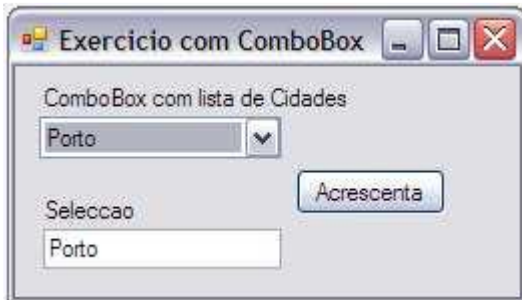 Exercicio com ComboBox
ComboBox com lista de Cidades
Porto
Acrescenta
Seleccao
Porto